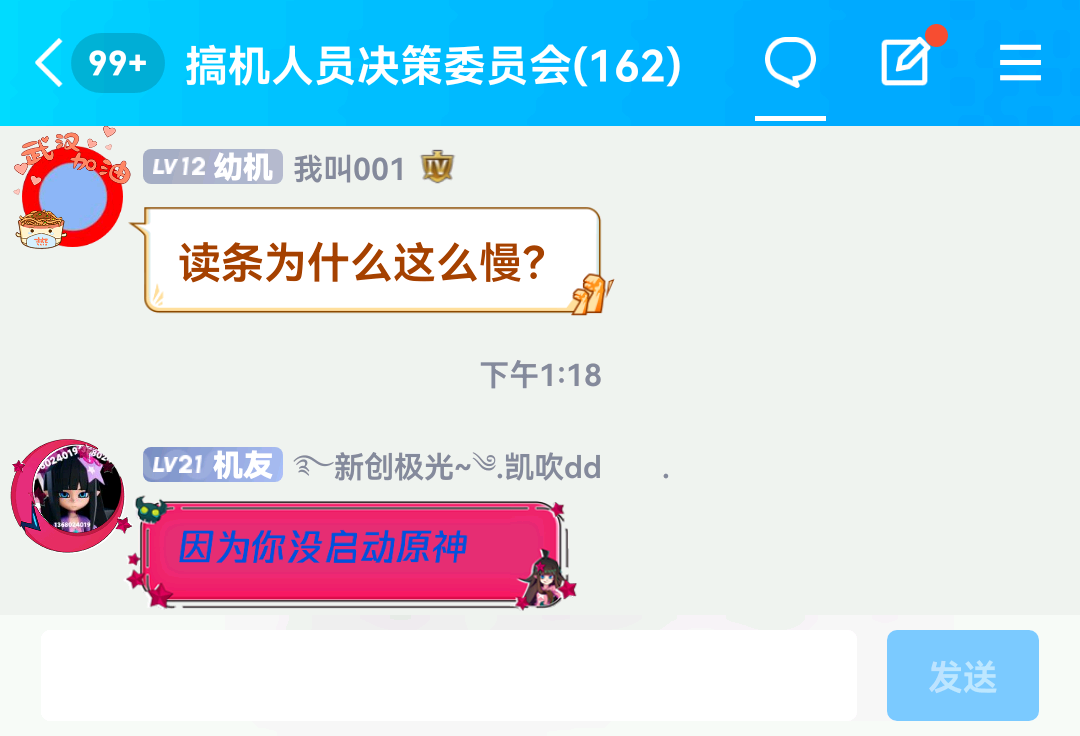 99+ 搞机人员决策委员会(162)
武汉加油
LV12 幼机 我叫001 IV
读条为什么这么慢?
下午1:18
LV21 机友 ࿐新创极光~༄.凯吹dd .
因为你没启动原神
1368024019
发送